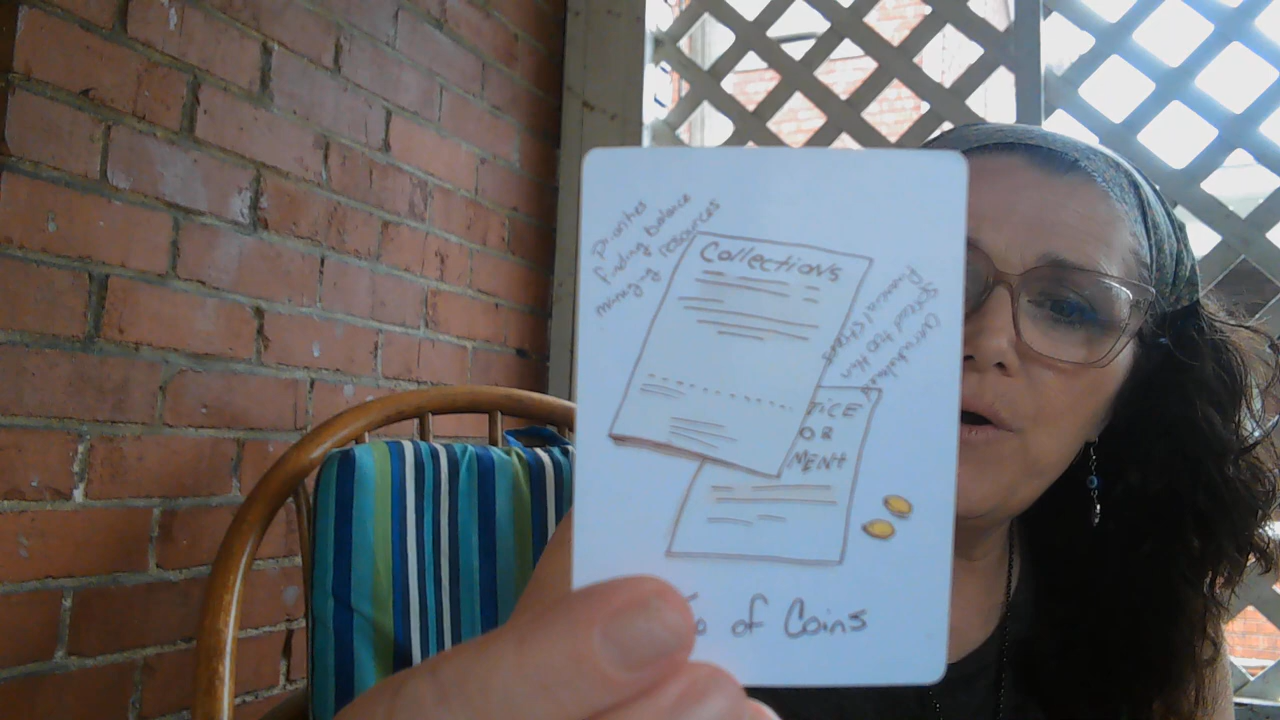 Priorities
finding balance
managing resources
Collections
overwhelmed
spread too thin
financial stress
TICE
OR
MENT
of Coins